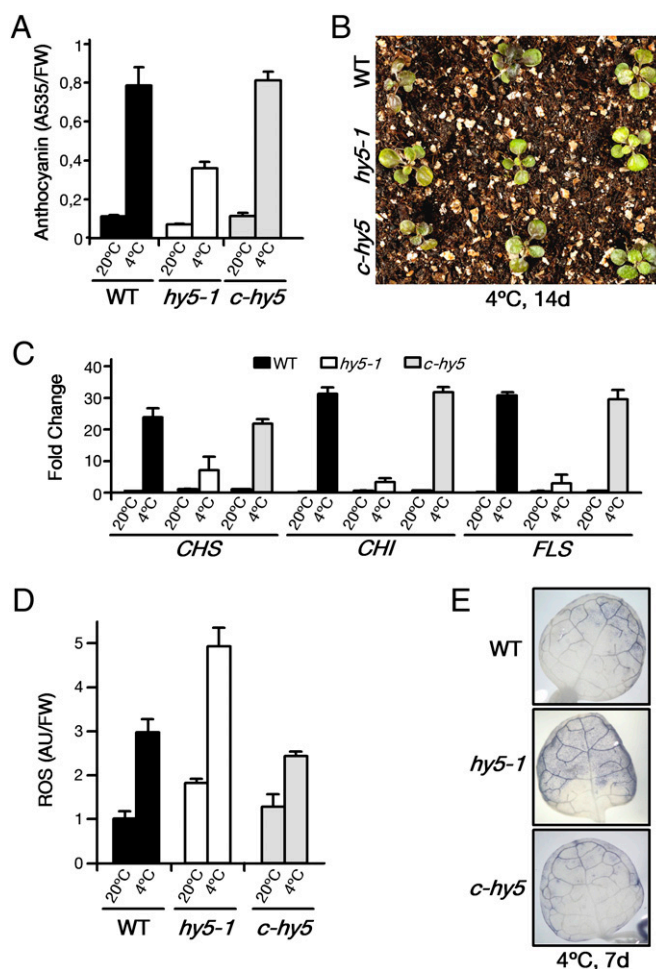 A
Anthocyanin (A535/FW)
1
0,8
0,6
0,4
0,2
0
20ºC 4ºC 20ºC 4ºC 20ºC 4ºC
WT hy5-1 c-hy5
B
WT
hy5-1
c-hy5
4ºC, 14d
C
WT hy5-1 c-hy5
Fold Change
40
30
20
10
0
20ºC 4ºC 20ºC 4ºC 20ºC 4ºC 20ºC 4ºC 20ºC 4ºC 20ºC 4ºC 20ºC 4ºC 20ºC 4ºC 20ºC 4ºC
CHS CHI FLS
D
ROS (AU/FW)
5
4
3
2
1
0
20ºC 4ºC 20ºC 4ºC 20ºC 4ºC
WT hy5-1 c-hy5
E
WT
hy5-1
c-hy5
4ºC, 7d